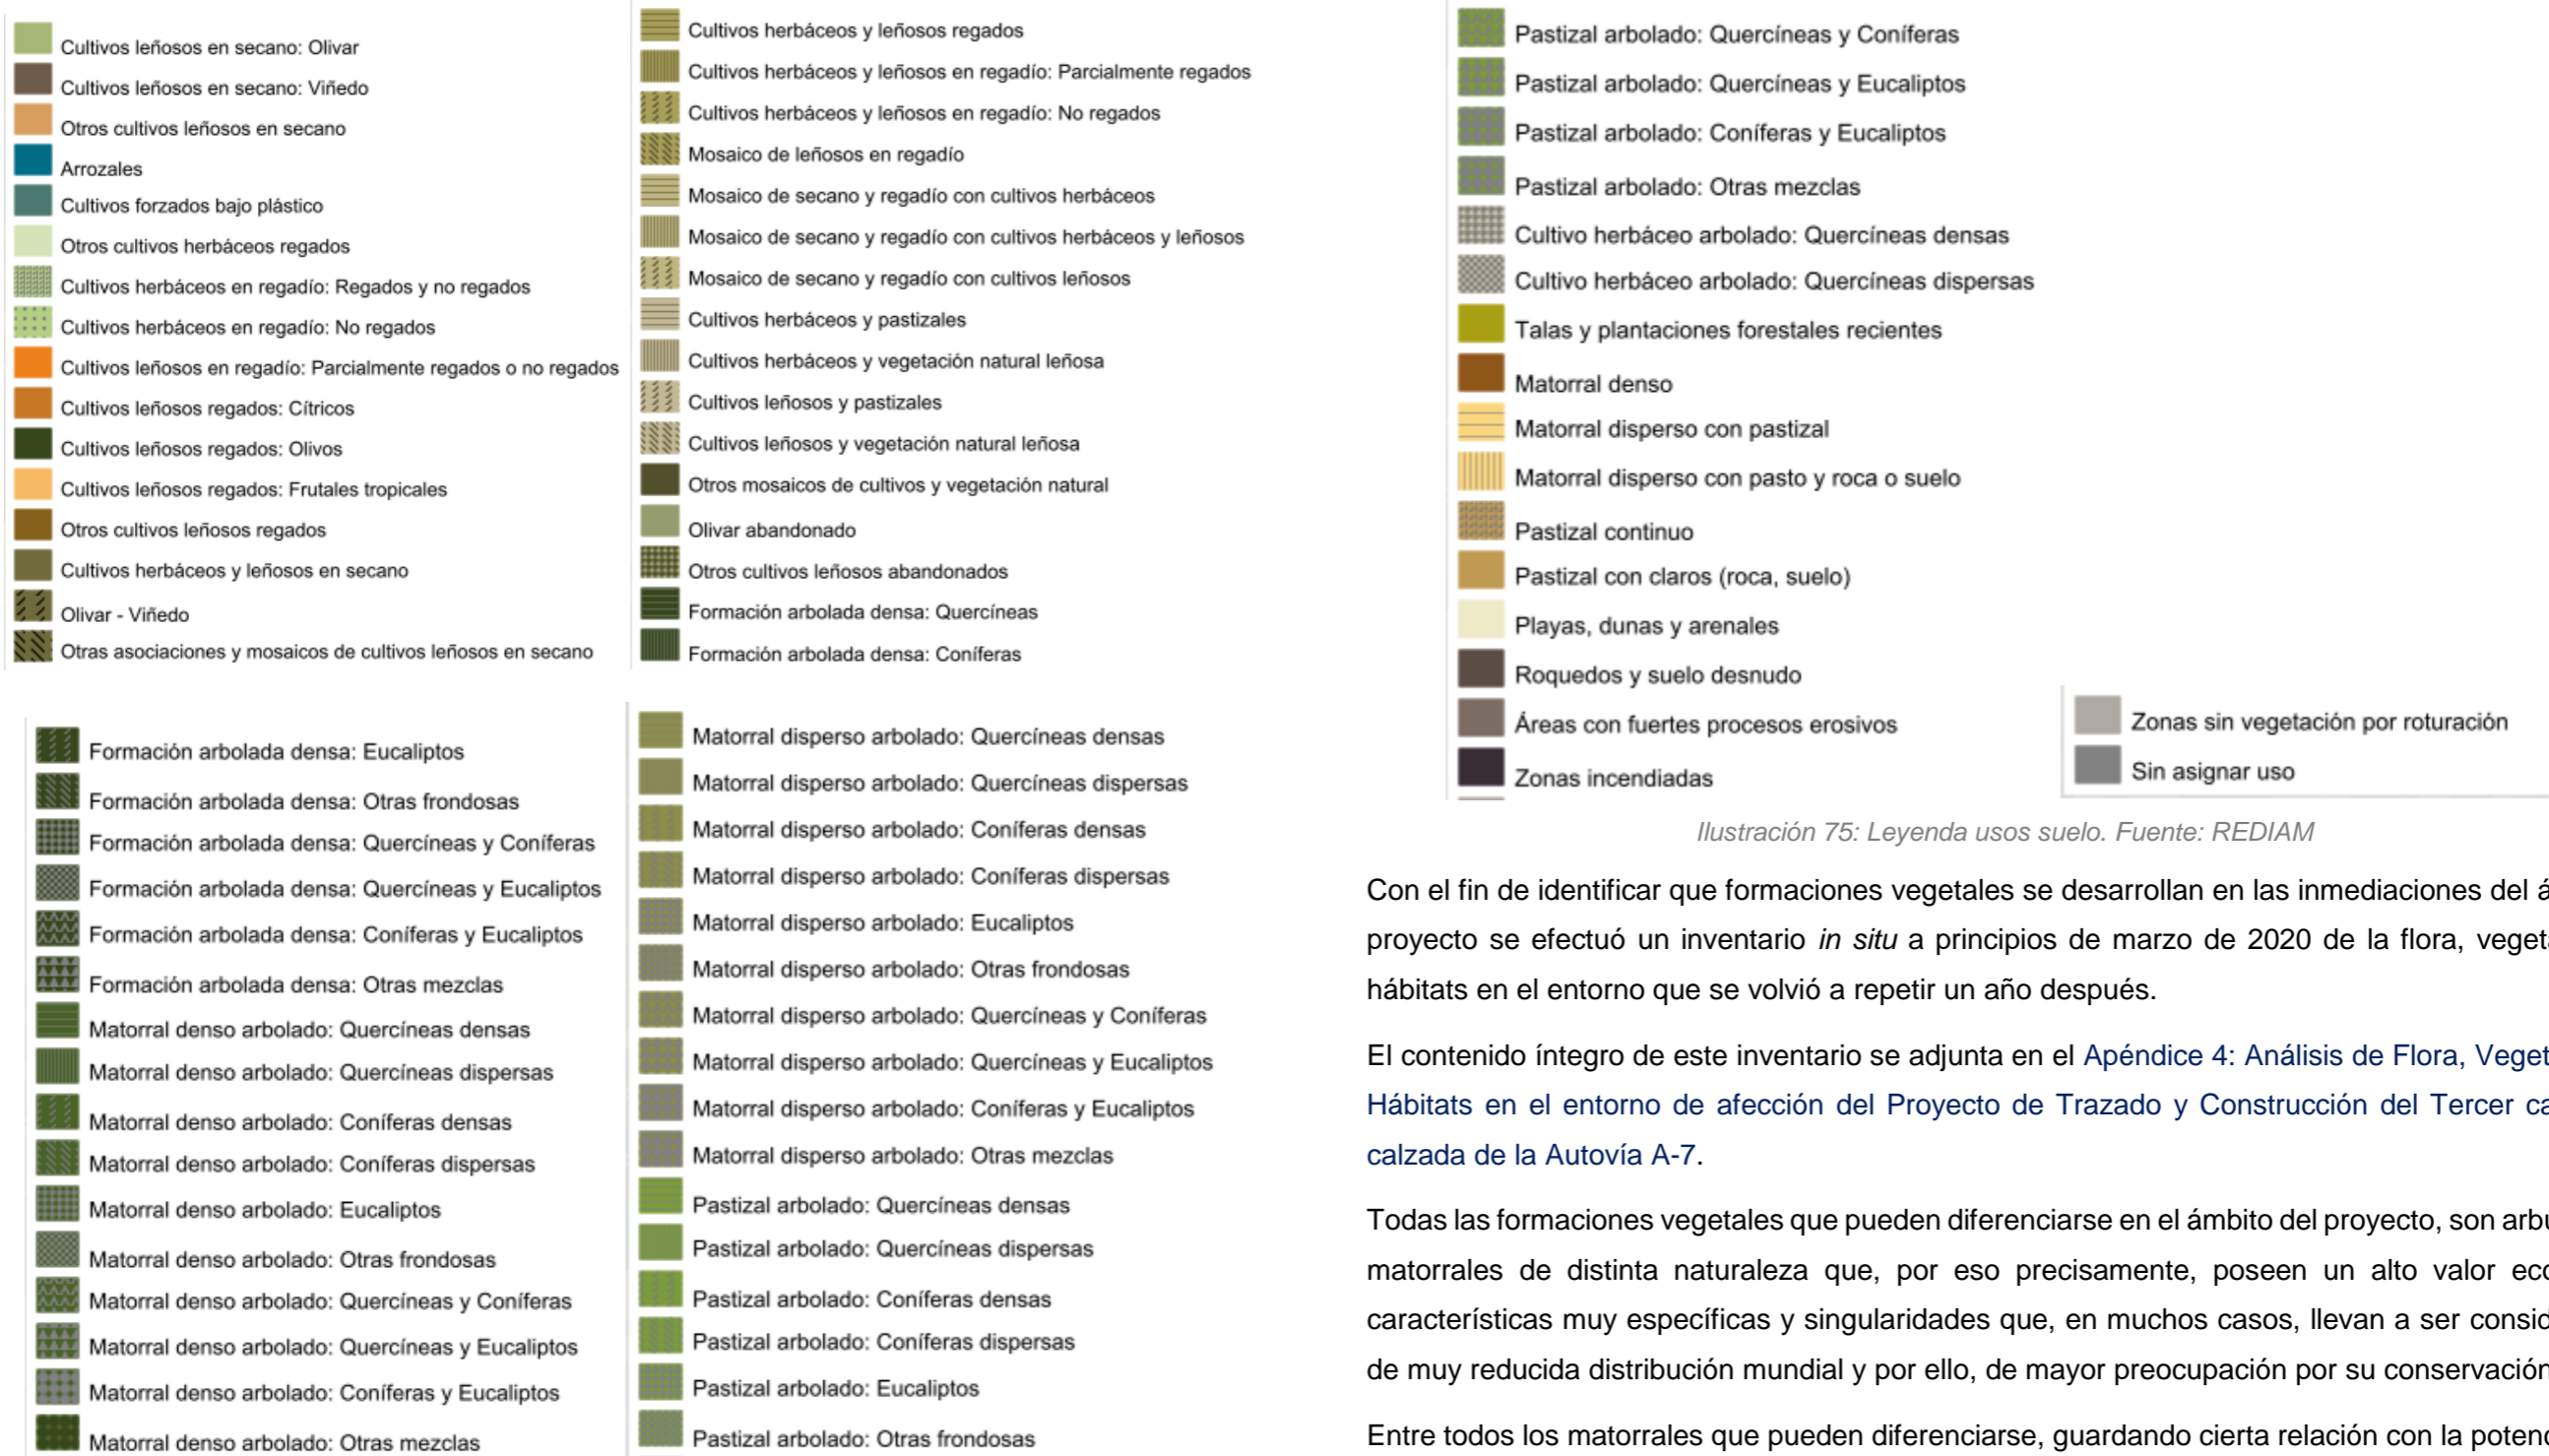 Cultivos leñosos en secano: Olivar
Cultivos leñosos en secano: Viñedo
Otros cultivos leñosos en secano
Arrozales
Cultivos forzados bajo plástico
Otros cultivos herbáceos regados
Cultivos herbáceos en regadío: Regados y no regados
Cultivos herbáceos en regadío: No regados
Cultivos leñosos en regadío: Parcialmente regados o no regados
Cultivos leñosos regados: Cítricos
Cultivos leñosos regados: Olivos
Cultivos leñosos regados: Frutales tropicales
Otros cultivos leñosos regados
Cultivos herbáceos y leñosos en secano
Olivar - Viñedo
Otras asociaciones y mosaicos de cultivos leñosos en secano
Cultivos herbáceos y leñosos regados
Cultivos herbáceos y leñosos en regadío: Parcialmente regados
Cultivos herbáceos y leñosos en regadío: No regados
Mosaico de leñosos en regadío
Mosaico de secano y regadío con cultivos herbáceos
Mosaico de secano y regadío con cultivos herbáceos y leñosos
Mosaico de secano y regadío con cultivos leñosos
Cultivos herbáceos y pastizales
Cultivos herbáceos y vegetación natural leñosa
Cultivos leñosos y pastizales
Cultivos leñosos y vegetación natural leñosa
Otros mosaicos de cultivos y vegetación natural
Olivar abandonado
Otros cultivos leñosos abandonados
Formación arbolada densa: Quercíneas
Formación arbolada densa: Coníferas
Formación arbolada densa: Eucaliptos
Formación arbolada densa: Otras frondosas
Formación arbolada densa: Quercíneas y Coníferas
Formación arbolada densa: Quercíneas y Eucaliptos
Formación arbolada densa: Coníferas y Eucaliptos
Formación arbolada densa: Otras mezclas
Matorral denso arbolado: Quercíneas densas
Matorral denso arbolado: Quercíneas dispersas
Matorral denso arbolado: Coníferas densas
Matorral denso arbolado: Coníferas dispersas
Matorral denso arbolado: Eucaliptos
Matorral denso arbolado: Otras frondosas
Matorral denso arbolado: Quercíneas y Coníferas
Matorral denso arbolado: Quercíneas y Eucaliptos
Matorral denso arbolado: Coníferas y Eucaliptos
Matorral denso arbolado: Otras mezclas
Matorral disperso arbolado: Quercíneas densas
Matorral disperso arbolado: Quercíneas dispersas
Matorral disperso arbolado: Coníferas densas
Matorral disperso arbolado: Coníferas dispersas
Matorral disperso arbolado: Eucaliptos
Matorral disperso arbolado: Otras frondosas
Matorral disperso arbolado: Quercíneas y Coníferas
Matorral disperso arbolado: Quercíneas y Eucaliptos
Matorral disperso arbolado: Coníferas y Eucaliptos
Matorral disperso arbolado: Otras mezclas
Pastizal arbolado: Quercíneas densas
Pastizal arbolado: Quercíneas dispersas
Pastizal arbolado: Coníferas densas
Pastizal arbolado: Coníferas dispersas
Pastizal arbolado: Eucaliptos
Pastizal arbolado: Otras frondosas
Pastizal arbolado: Quercíneas y Coníferas
Pastizal arbolado: Quercíneas y Eucaliptos
Pastizal arbolado: Coníferas y Eucaliptos
Pastizal arbolado: Otras mezclas
Cultivo herbáceo arbolado: Quercíneas densas
Cultivo herbáceo arbolado: Quercíneas dispersas
Talas y plantaciones forestales recientes
Matorral denso
Matorral disperso con pastizal
Matorral disperso con pasto y roca o suelo
Pastizal continuo
Pastizal con claros (roca, suelo)
Playas, dunas y arenales
Roquedos y suelo desnudo
Áreas con fuertes procesos erosivos
Zonas incendiadas
Zonas sin vegetación por roturación
Sin asignar uso
Ilustración 75: Leyenda usos suelo. Fuente: REDIAM
Con el fin de identificar que formaciones vegetales se desarrollan en las inmediaciones del
proyecto se efectuó un inventario in situ a principios de marzo de 2020 de la flora,
hábitats en el entorno que se volvió a repetir un año después.
El contenido íntegro de este inventario se adjunta en el Apéndice 4: Análisis de Flora,
Hábitats en el entorno de afección del Proyecto de Trazado y Construcción del Tercer
calzada de la Autovía A-7.
Todas las formaciones vegetales que pueden diferenciarse en el ámbito del proyecto, son
matorrales de distinta naturaleza que, por eso precisamente, poseen un alto valor
características muy específicas y singularidades que, en muchos casos, llevan a ser
de muy reducida distribución mundial y por ello, de mayor preocupación por su conservación
Entre todos los matorrales que pueden diferenciarse, guardando cierta relación con la